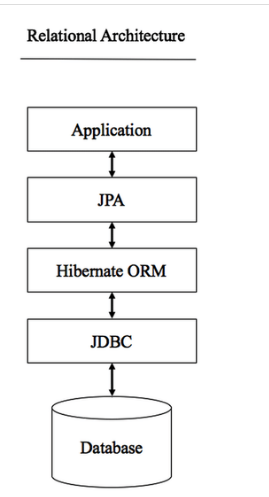 Relational Architecture
Application
JPA
Hibernate ORM
JDBC
Database